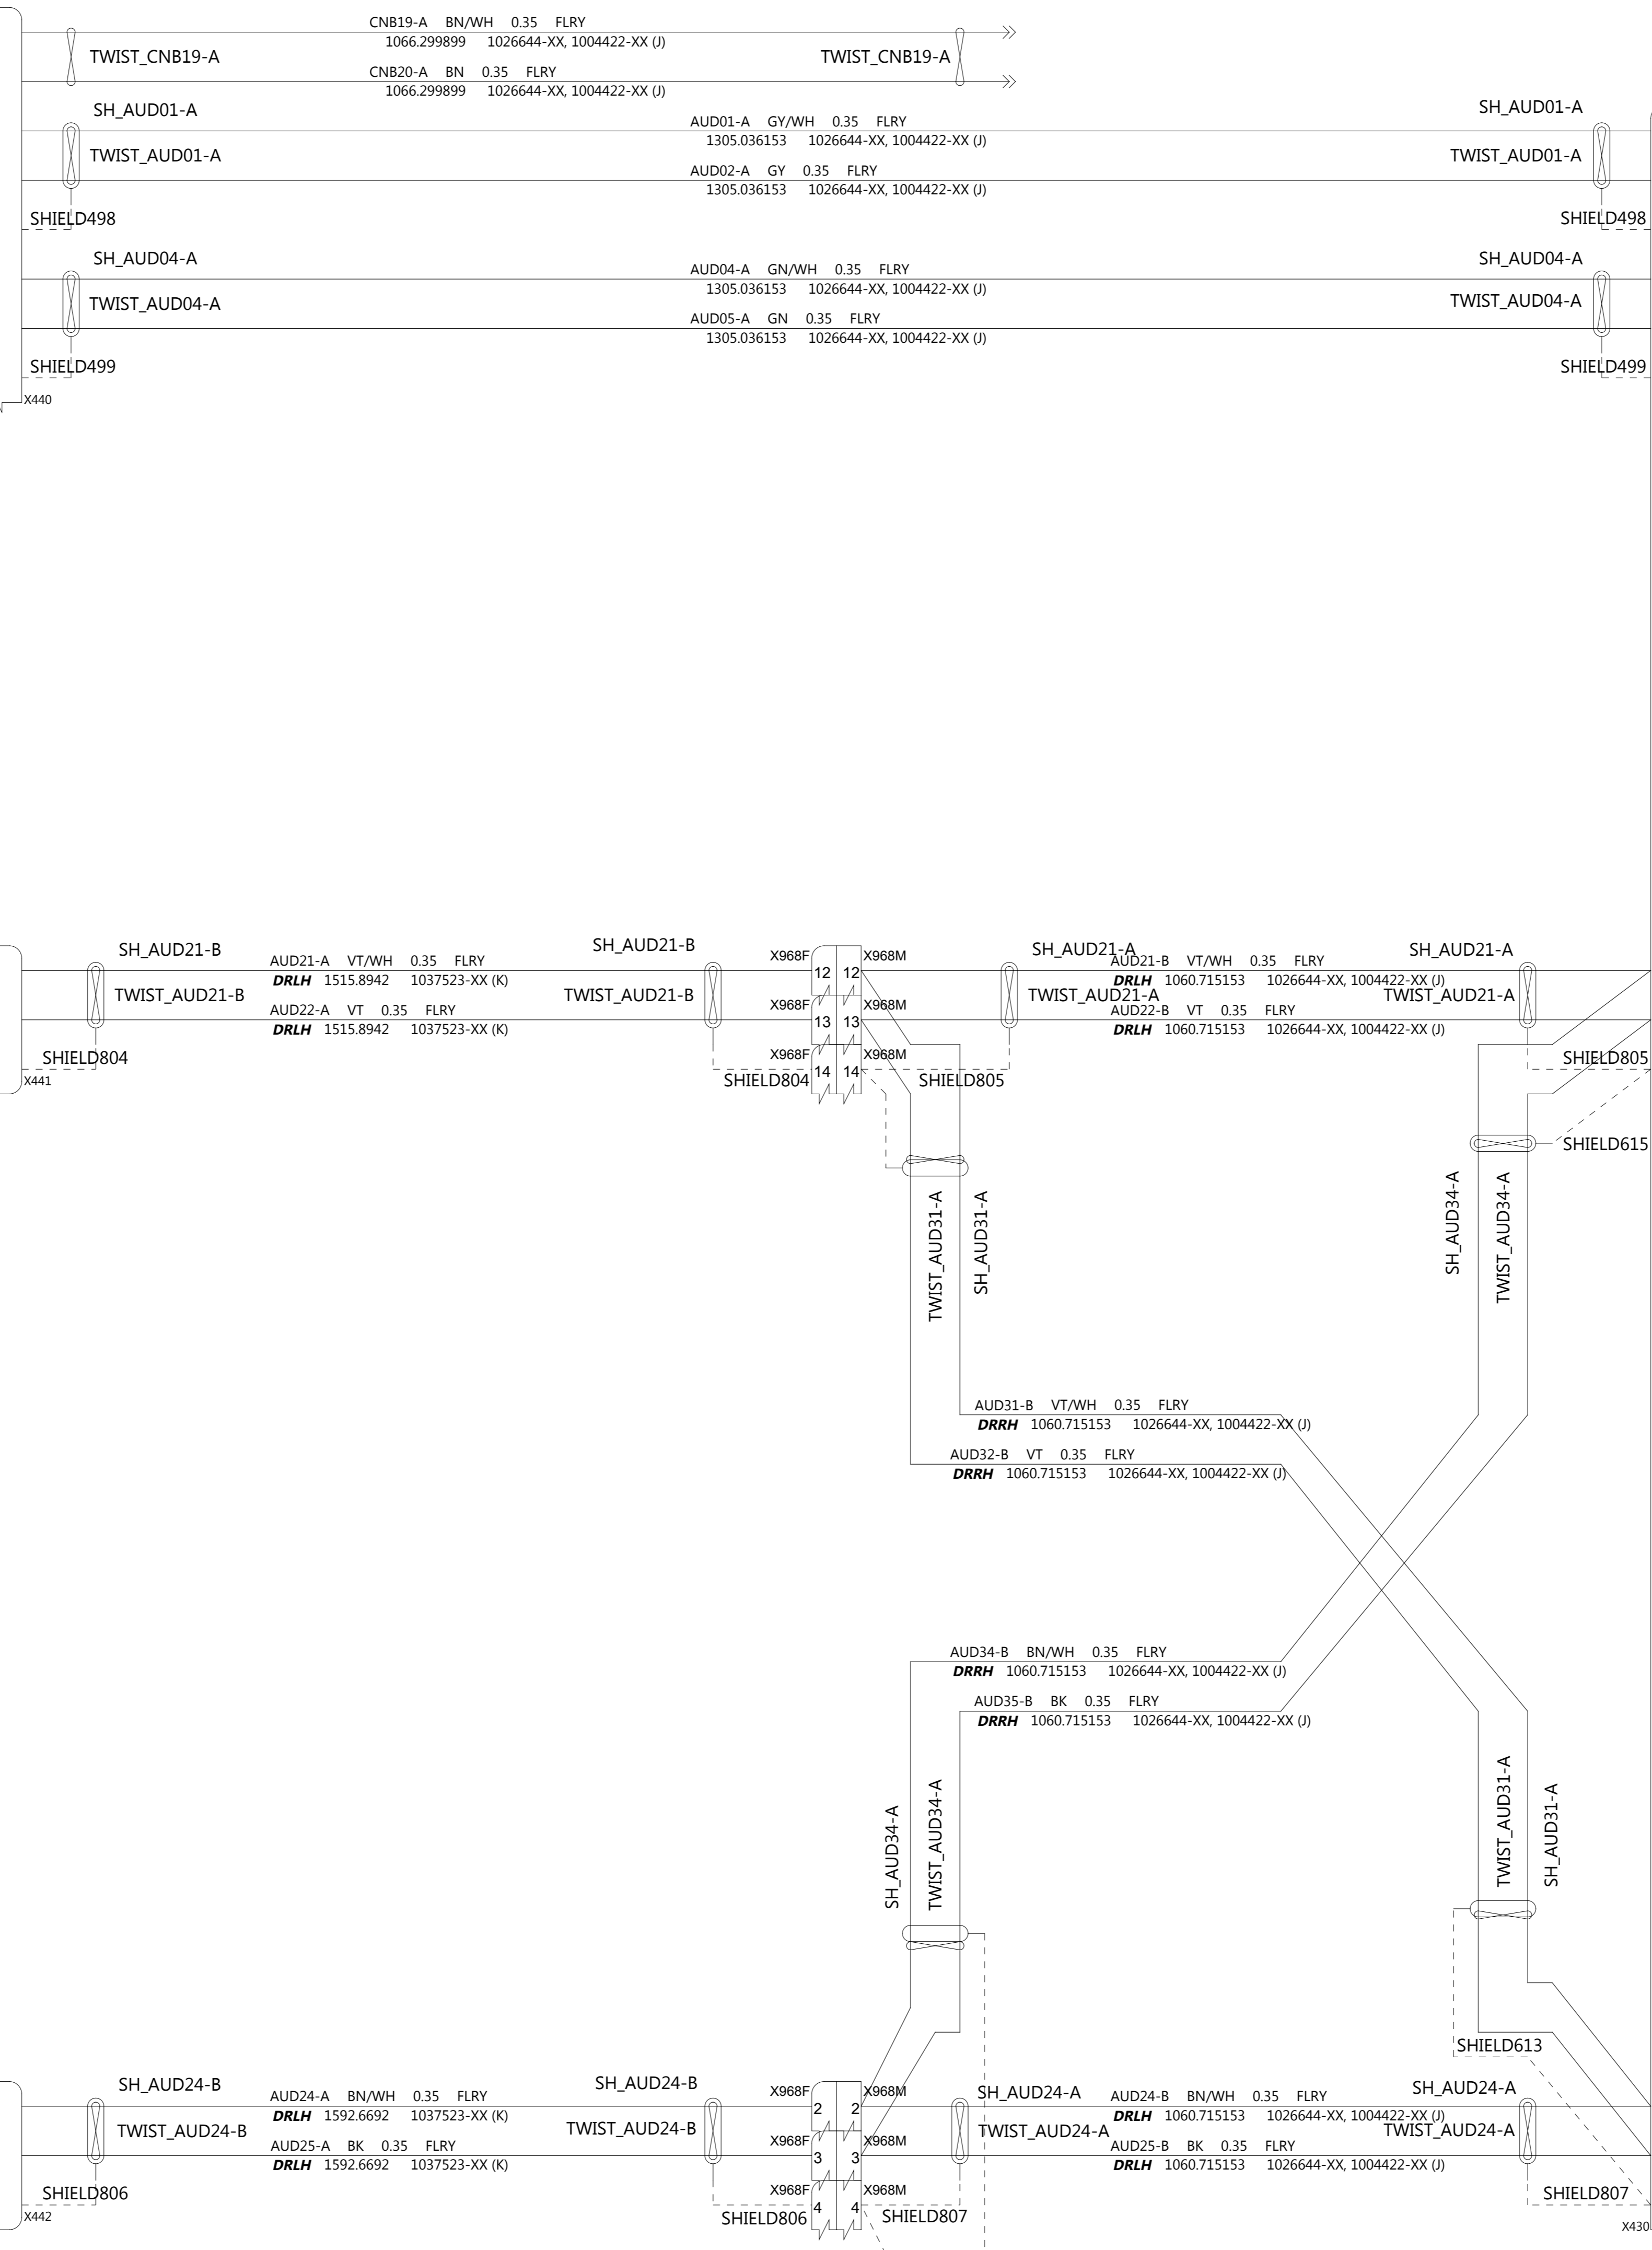 CNB19-A BN/WH 0.35 FLRY
1066.299899 1026644-XX, 1004422-XX (J)
TWIST_CNB19-A
TWIST_CNB19-A
CNB20-A BN 0.35 FLRY
1066.299899 1026644-XX, 1004422-XX (J)
SH_AUD01-A
SH_AUD01-A
AUD01-A GY/WH 0.35 FLRY
1305.036153 1026644-XX, 1004422-XX (J)
TWIST_AUD01-A
TWIST_AUD01-A
AUD02-A GY 0.35 FLRY
1305.036153 1026644-XX, 1004422-XX (J)
SHIELD498
SHIELD498
SH_AUD04-A
SH_AUD04-A
AUD04-A GN/WH 0.35 FLRY
1305.036153 1026644-XX, 1004422-XX (J)
TWIST_AUD04-A
TWIST_AUD04-A
AUD05-A GN 0.35 FLRY
1305.036153 1026644-XX, 1004422-XX (J)
SHIELD499
SHIELD499
X440
SH_AUD21-B
AUD21-A VT/WH 0.35 FLRY
DRLH 1515.8942 1037523-XX (K)
SH_AUD21-B
X968F
X968M
12 12
SH_AUD21-A
AUD21-B VT/WH 0.35 FLRY
DRLH 1060.715153 1026644-XX, 1004422-XX (J)
SH_AUD21-A
TWIST_AUD21-B
AUD22-A VT 0.35 FLRY
DRLH 1515.8942 1037523-XX (K)
TWIST_AUD21-B
X968F
X968M
13 13
TWIST_AUD21-A
AUD22-B VT 0.35 FLRY
DRLH 1060.715153 1026644-XX, 1004422-XX (J)
TWIST_AUD21-A
SHIELD804
X441
SHIELD804
X968F
X968M
14 14
SHIELD805
SHIELD805
SHIELD615
TWIST_AUD31-A
SH_AUD31-A
SH_AUD34-A
TWIST_AUD34-A
AUD31-B VT/WH 0.35 FLRY
DRRH 1060.715153 1026644-XX, 1004422-XX (J)
AUD32-B VT 0.35 FLRY
DRRH 1060.715153 1026644-XX, 1004422-XX (J)
AUD34-B BN/WH 0.35 FLRY
DRRH 1060.715153 1026644-XX, 1004422-XX (J)
AUD35-B BK 0.35 FLRY
DRRH 1060.715153 1026644-XX, 1004422-XX (J)
SH_AUD34-A
TWIST_AUD34-A
TWIST_AUD31-A
SH_AUD31-A
SHIELD613
SH_AUD24-B
AUD24-A BN/WH 0.35 FLRY
DRLH 1592.6692 1037523-XX (K)
SH_AUD24-B
X968F
X968M
2 2
SH_AUD24-A
AUD24-B BN/WH 0.35 FLRY
DRLH 1060.715153 1026644-XX, 1004422-XX (J)
SH_AUD24-A
TWIST_AUD24-B
AUD25-A BK 0.35 FLRY
DRLH 1592.6692 1037523-XX (K)
TWIST_AUD24-B
X968F
X968M
3 3
TWIST_AUD24-A
AUD25-B BK 0.35 FLRY
DRLH 1060.715153 1026644-XX, 1004422-XX (J)
TWIST_AUD24-A
SHIELD806
X442
SHIELD806
X968F
X968M
4 4
SHIELD807
SHIELD807
X430